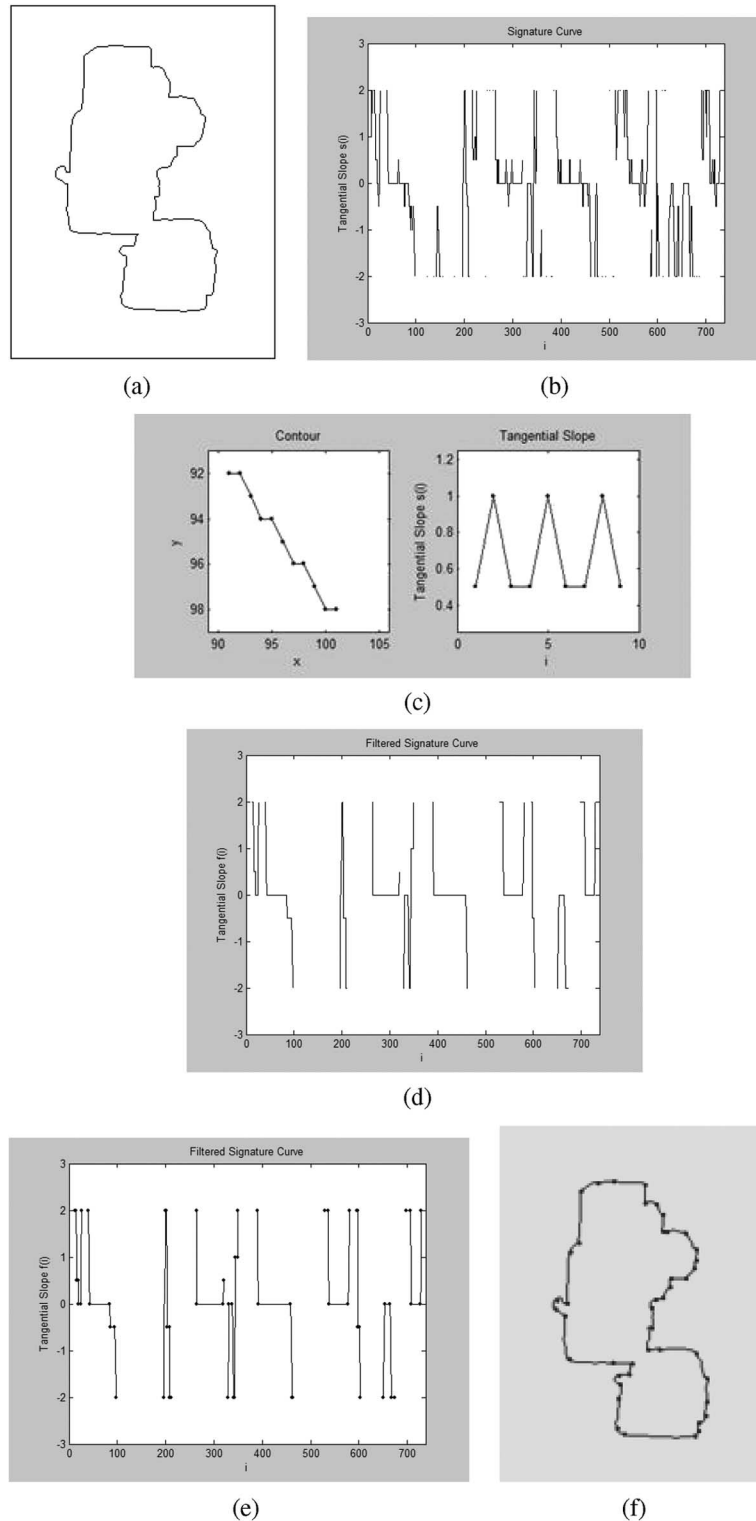 (a)
Signature Curve
Tangential Slope s(i)
3
2
1
0
-1
-2
-3
0 100 200 300 400 500 600 700
i
(b)
Contour
y
92
94
96
98
90 95 100 105
x
Tangential Slope
Tangential Slope s(i)
1.2
1
0.8
0.6
0.4
0 5 10
i
(c)
Filtered Signature Curve
Tangential Slope f(i)
3
2
1
0
-1
-2
-3
0 100 200 300 400 500 600 700
i
(d)
Filtered Signature Curve
Tangential Slope f(i)
3
2
1
0
-1
-2
-3
0 100 200 300 400 500 600 700
i
(e)
(f)